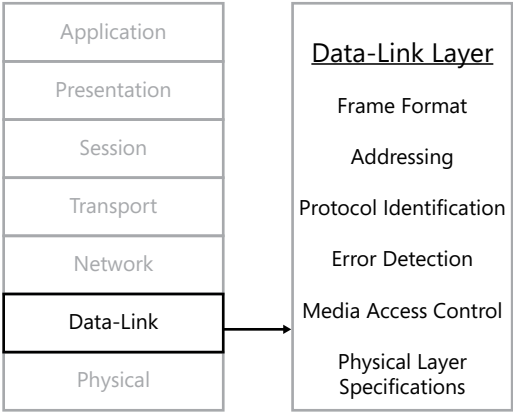 Application
Presentation
Session
Transport
Network
Data-Link
Physical
Data-Link Layer
Frame Format
Addressing
Protocol Identification
Error Detection
Media Access Control
Physical Layer
Specifications